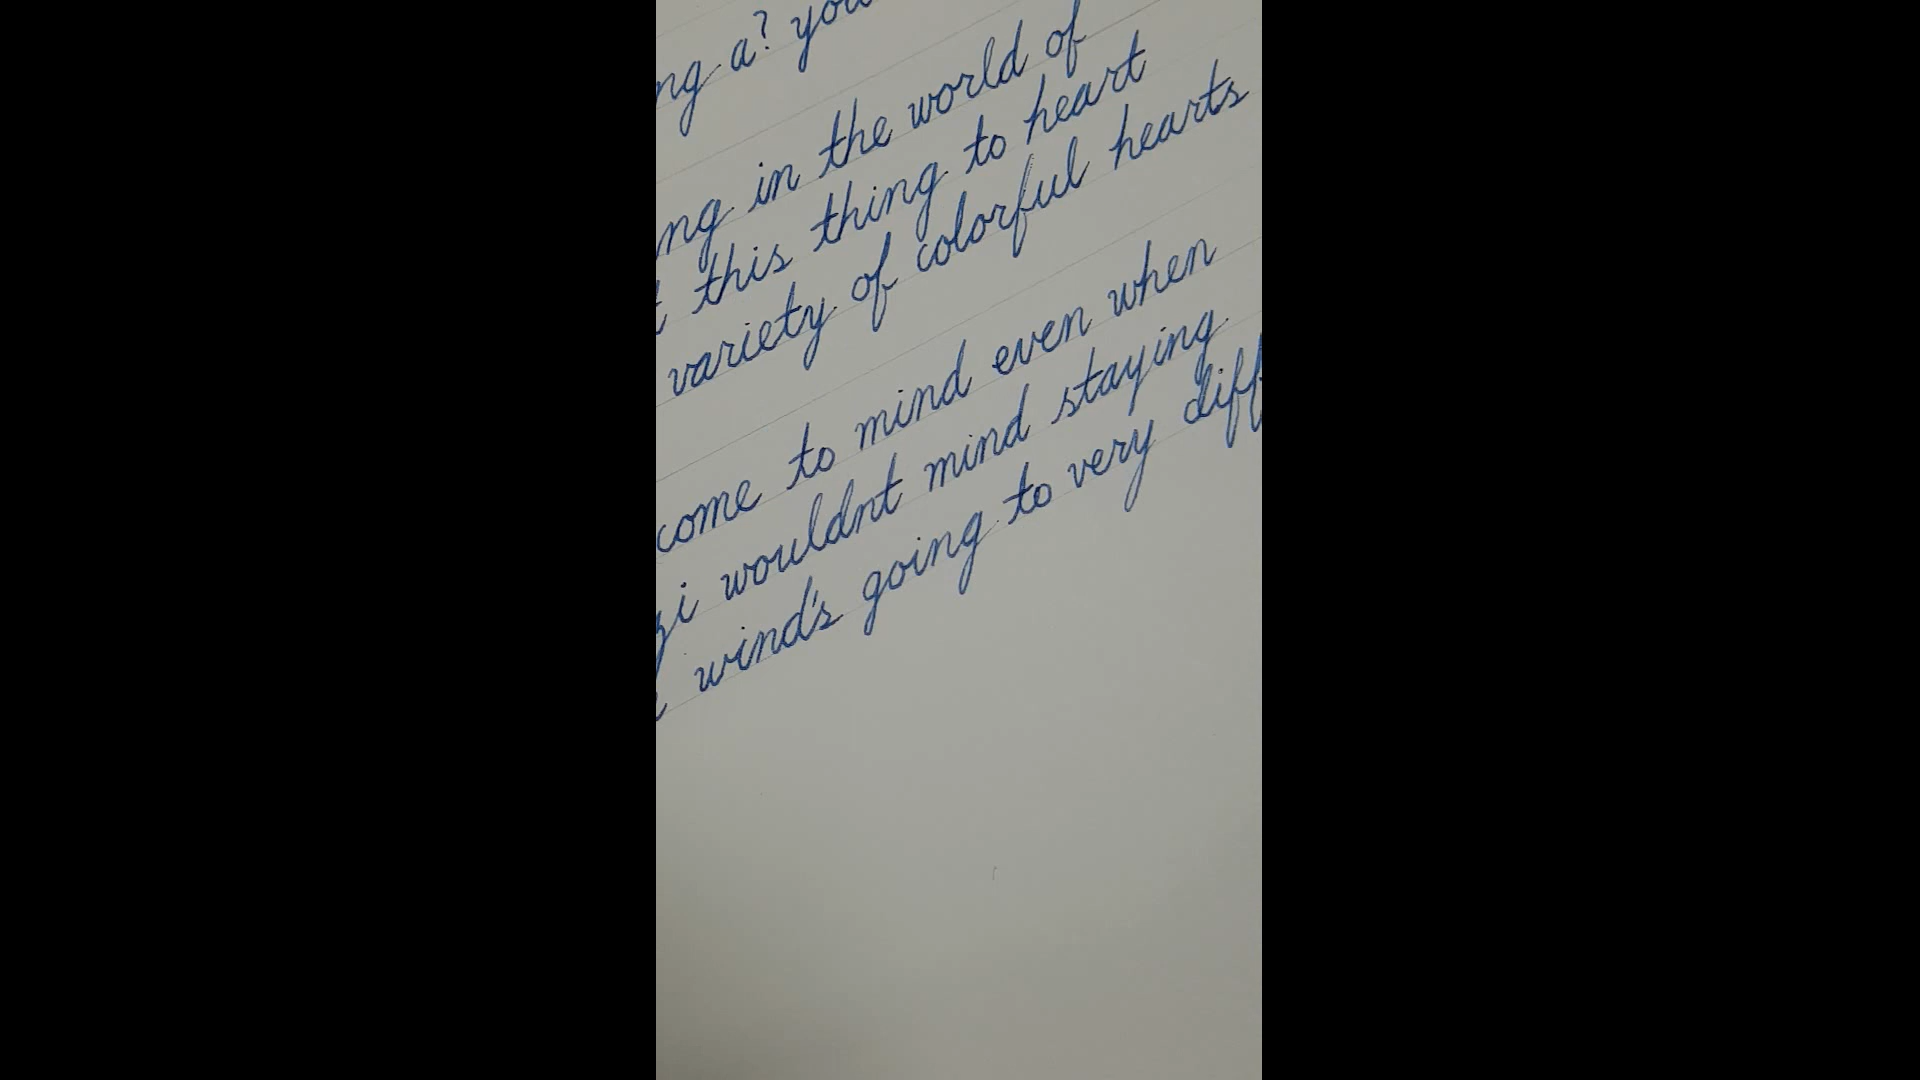 ng a? you
ng in the world of
this thing to heart
variety of colorful hearts
come to mind even when
i wouldnt mind staying
wind's going to very diff